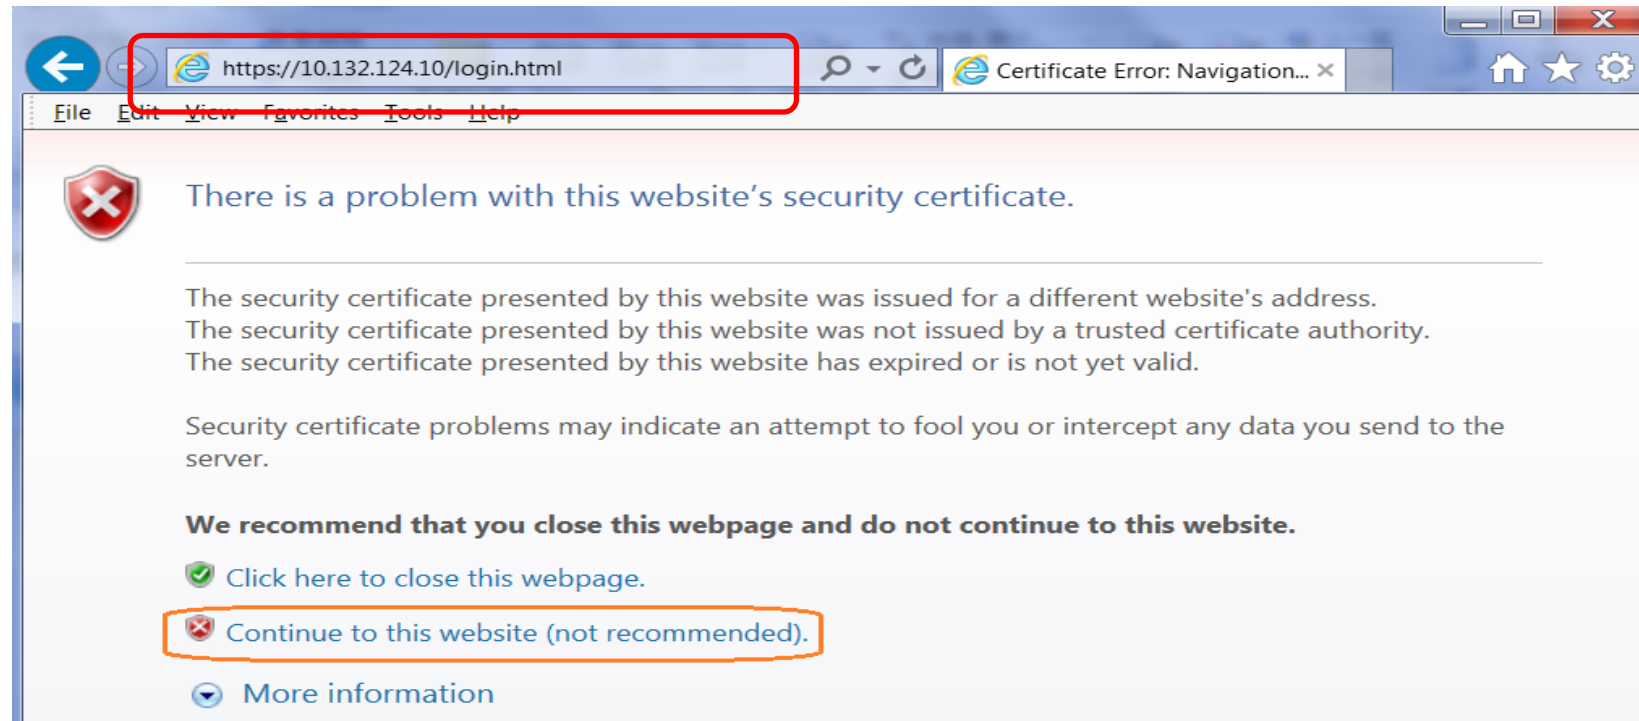 https://10.132.124.10/login.html
Certificate Error: Navigation...
File Edit View Favorites Tools Help
There is a problem with this website's security certificate.
The security certificate presented by this website was issued for a different website's address.
The security certificate presented by this website was not issued by a trusted certificate authority.
The security certificate presented by this website has expired or is not yet valid.
Security certificate problems may indicate an attempt to fool you or intercept any data you send to the
server.
We recommend that you close this webpage and do not continue to this website.
Click here to close this webpage.
Continue to this website (not recommended).
More information